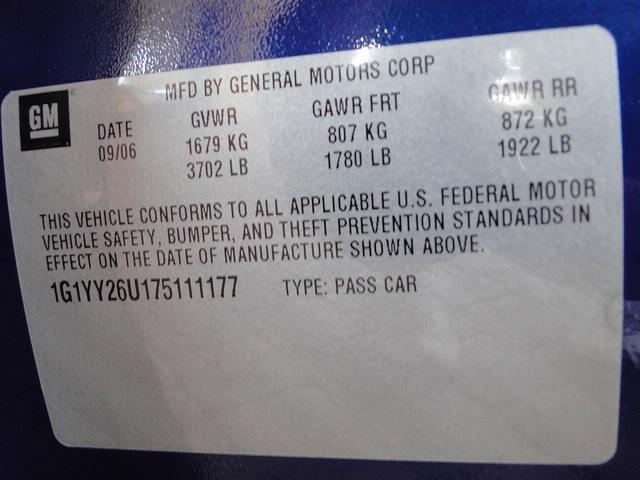 MFD BY GENERAL MOTORS CORP
GM
DATE GVWR GAWR FRT GAWR RR
09/06 1679 KG 807 KG 872 KG
3702 LB 1780 LB 1922 LB
THIS VEHICLE CONFORMS TO ALL APPLICABLE U.S. FEDERAL MOTOR
VEHICLE SAFETY, BUMPER, AND THEFT PREVENTION STANDARDS IN
EFFECT ON THE DATE OF MANUFACTURE SHOWN ABOVE.
1G1YY26U175111177 TYPE: PASS CAR